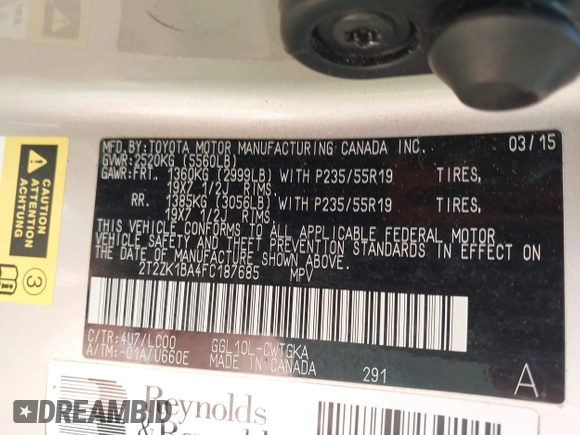 MFD.BY:TOYOTA MOTOR MANUFACTURING CANADA INC. 03/15
GVWR:2520KG (5560LB)
GAWR:FRT. 1360KG (2999LB) WITH P235/55R19 TIRES,
19X7 1/2J RIMS.
RR. 1385KG (3056LB) WITH P235/55R19 TIRES,
19X7 1/2J RIMS.
THIS VEHICLE CONFORMS TO ALL APPLICABLE FEDERAL MOTOR
VEHICLE SAFETY AND THEFT PREVENTION STANDARDS IN EFFECT ON
THE DATE OF MANUFACTURE SHOWN ABOVE.
2T2ZK1BA4FC187685 MPV
C/TR:4U7/LC00 GGL10L-CWTGKA
A/TM:-01A/U660E MADE IN CANADA 291 A
CAUTION
ATTENTION
ACHTUNG
3
Reynolds
& Reynolds
DREAMBID